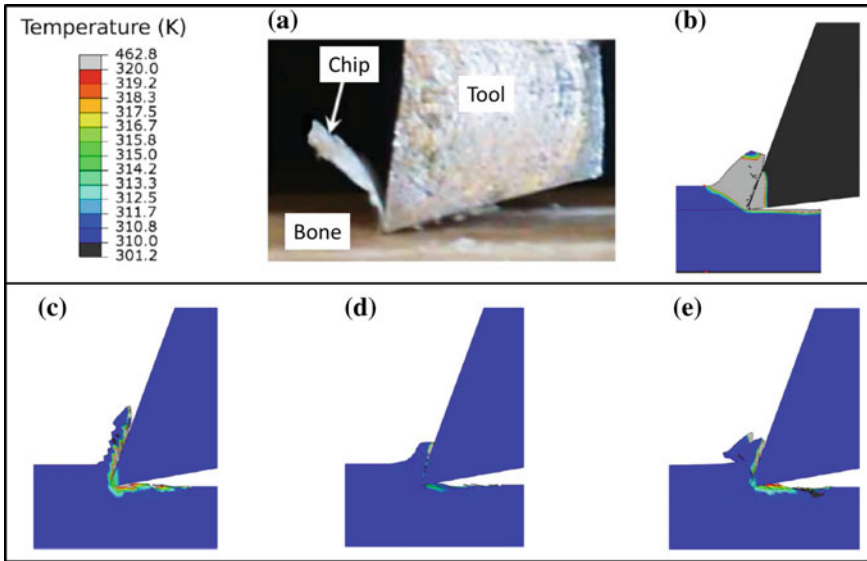 Temperature (K)
462.8
320.0
319.2
318.3
317.5
316.7
315.8
315.0
314.2
313.3
312.5
311.7
310.8
310.0
301.2
(a)
Chip
Tool
Bone
(b)
(c)
(d)
(e)